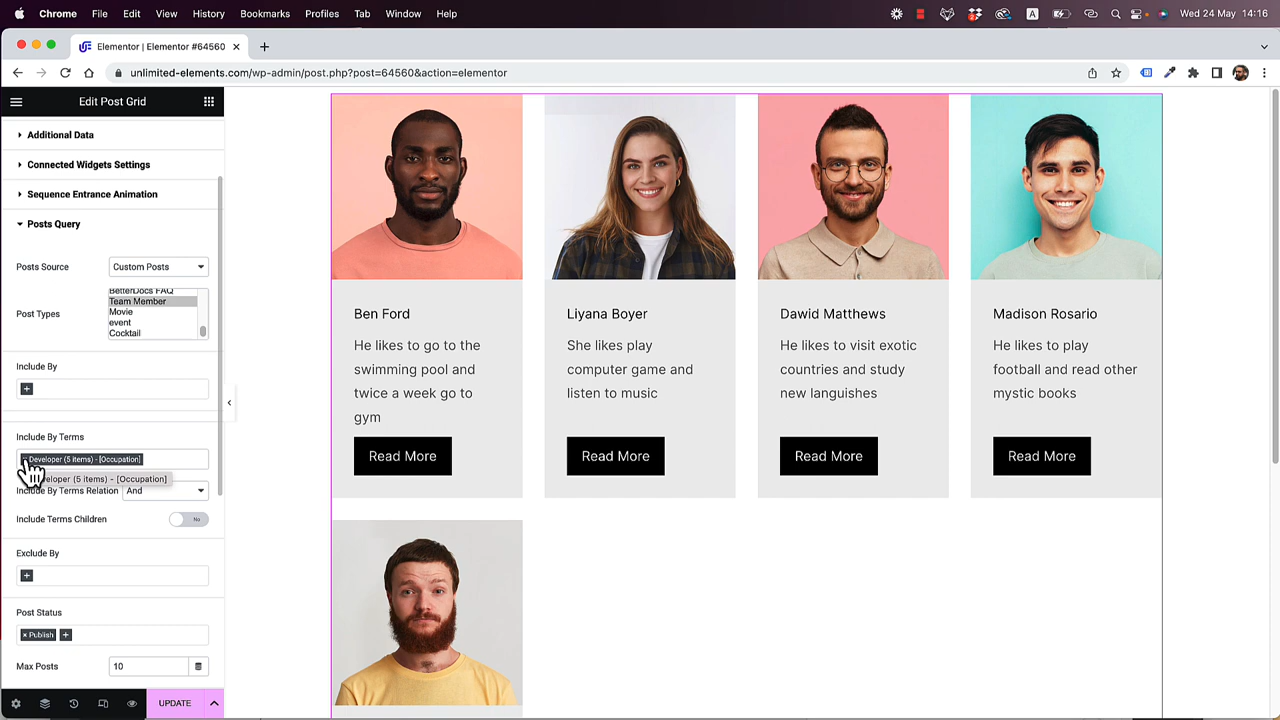 Chrome File Edit View History Bookmarks Profiles Tab Window Help A Wed 24 May 14:16
Elementor | Elementor #64560
unlimited-elements.com/wp-admin/post.php?post=64560&action=elementor
Edit Post Grid
Additional Data
Connected Widgets Settings
Sequence Entrance Animation
Posts Query
Posts Source Custom Posts
Post Types
BetterDocs FAQ
Team Member
Movie
event
Cocktail
Include By
Include By Terms
Developer (5 items) - [Occupation]
(5 items) - [Occupation]
Include By Terms Relation And
Include Terms Children No
Exclude By
Post Status
× Publish
Max Posts 10
UPDATE
Ben Ford
He likes to go to the
swimming pool and
twice a week go to
gym
Read More
Liyana Boyer
She likes play
computer game and
listen to music
Read More
Dawid Matthews
He likes to visit exotic
countries and study
new languishes
Read More
Madison Rosario
He likes to play
football and read other
mystic books
Read More